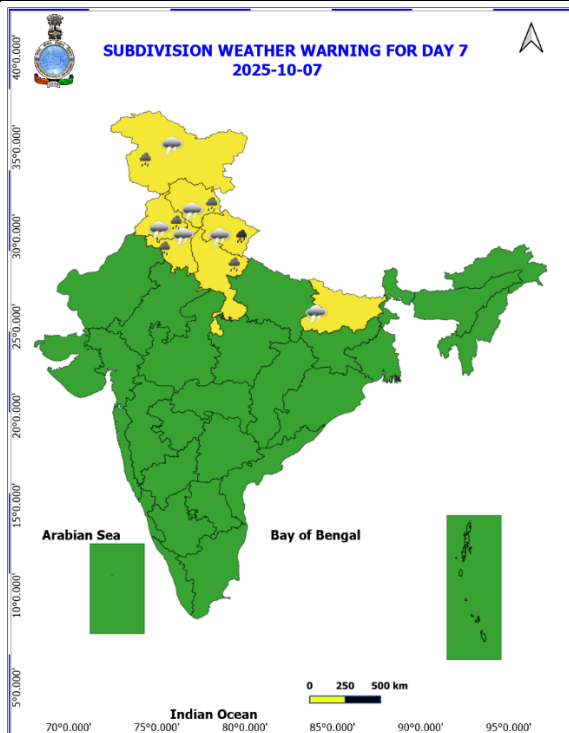 SUBDIVISION WEATHER WARNING FOR DAY 7
2025-10-07
40°0.000'
35°0.000'
30°0.000'
25°0.000'
20°0.000'
15°0.000'
10°0.000'
5°0.000'
Arabian Sea
Bay of Bengal
0 250 500 km
Indian Ocean
70°0.000' 75°0.000' 80°0.000' 85°0.000' 90°0.000' 95°0.000'